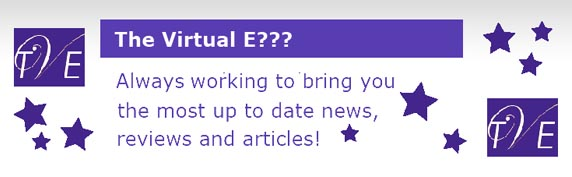 TVE
The Virtual E???
Always working to bring you
the most up to date news,
reviews and articles!
TVE